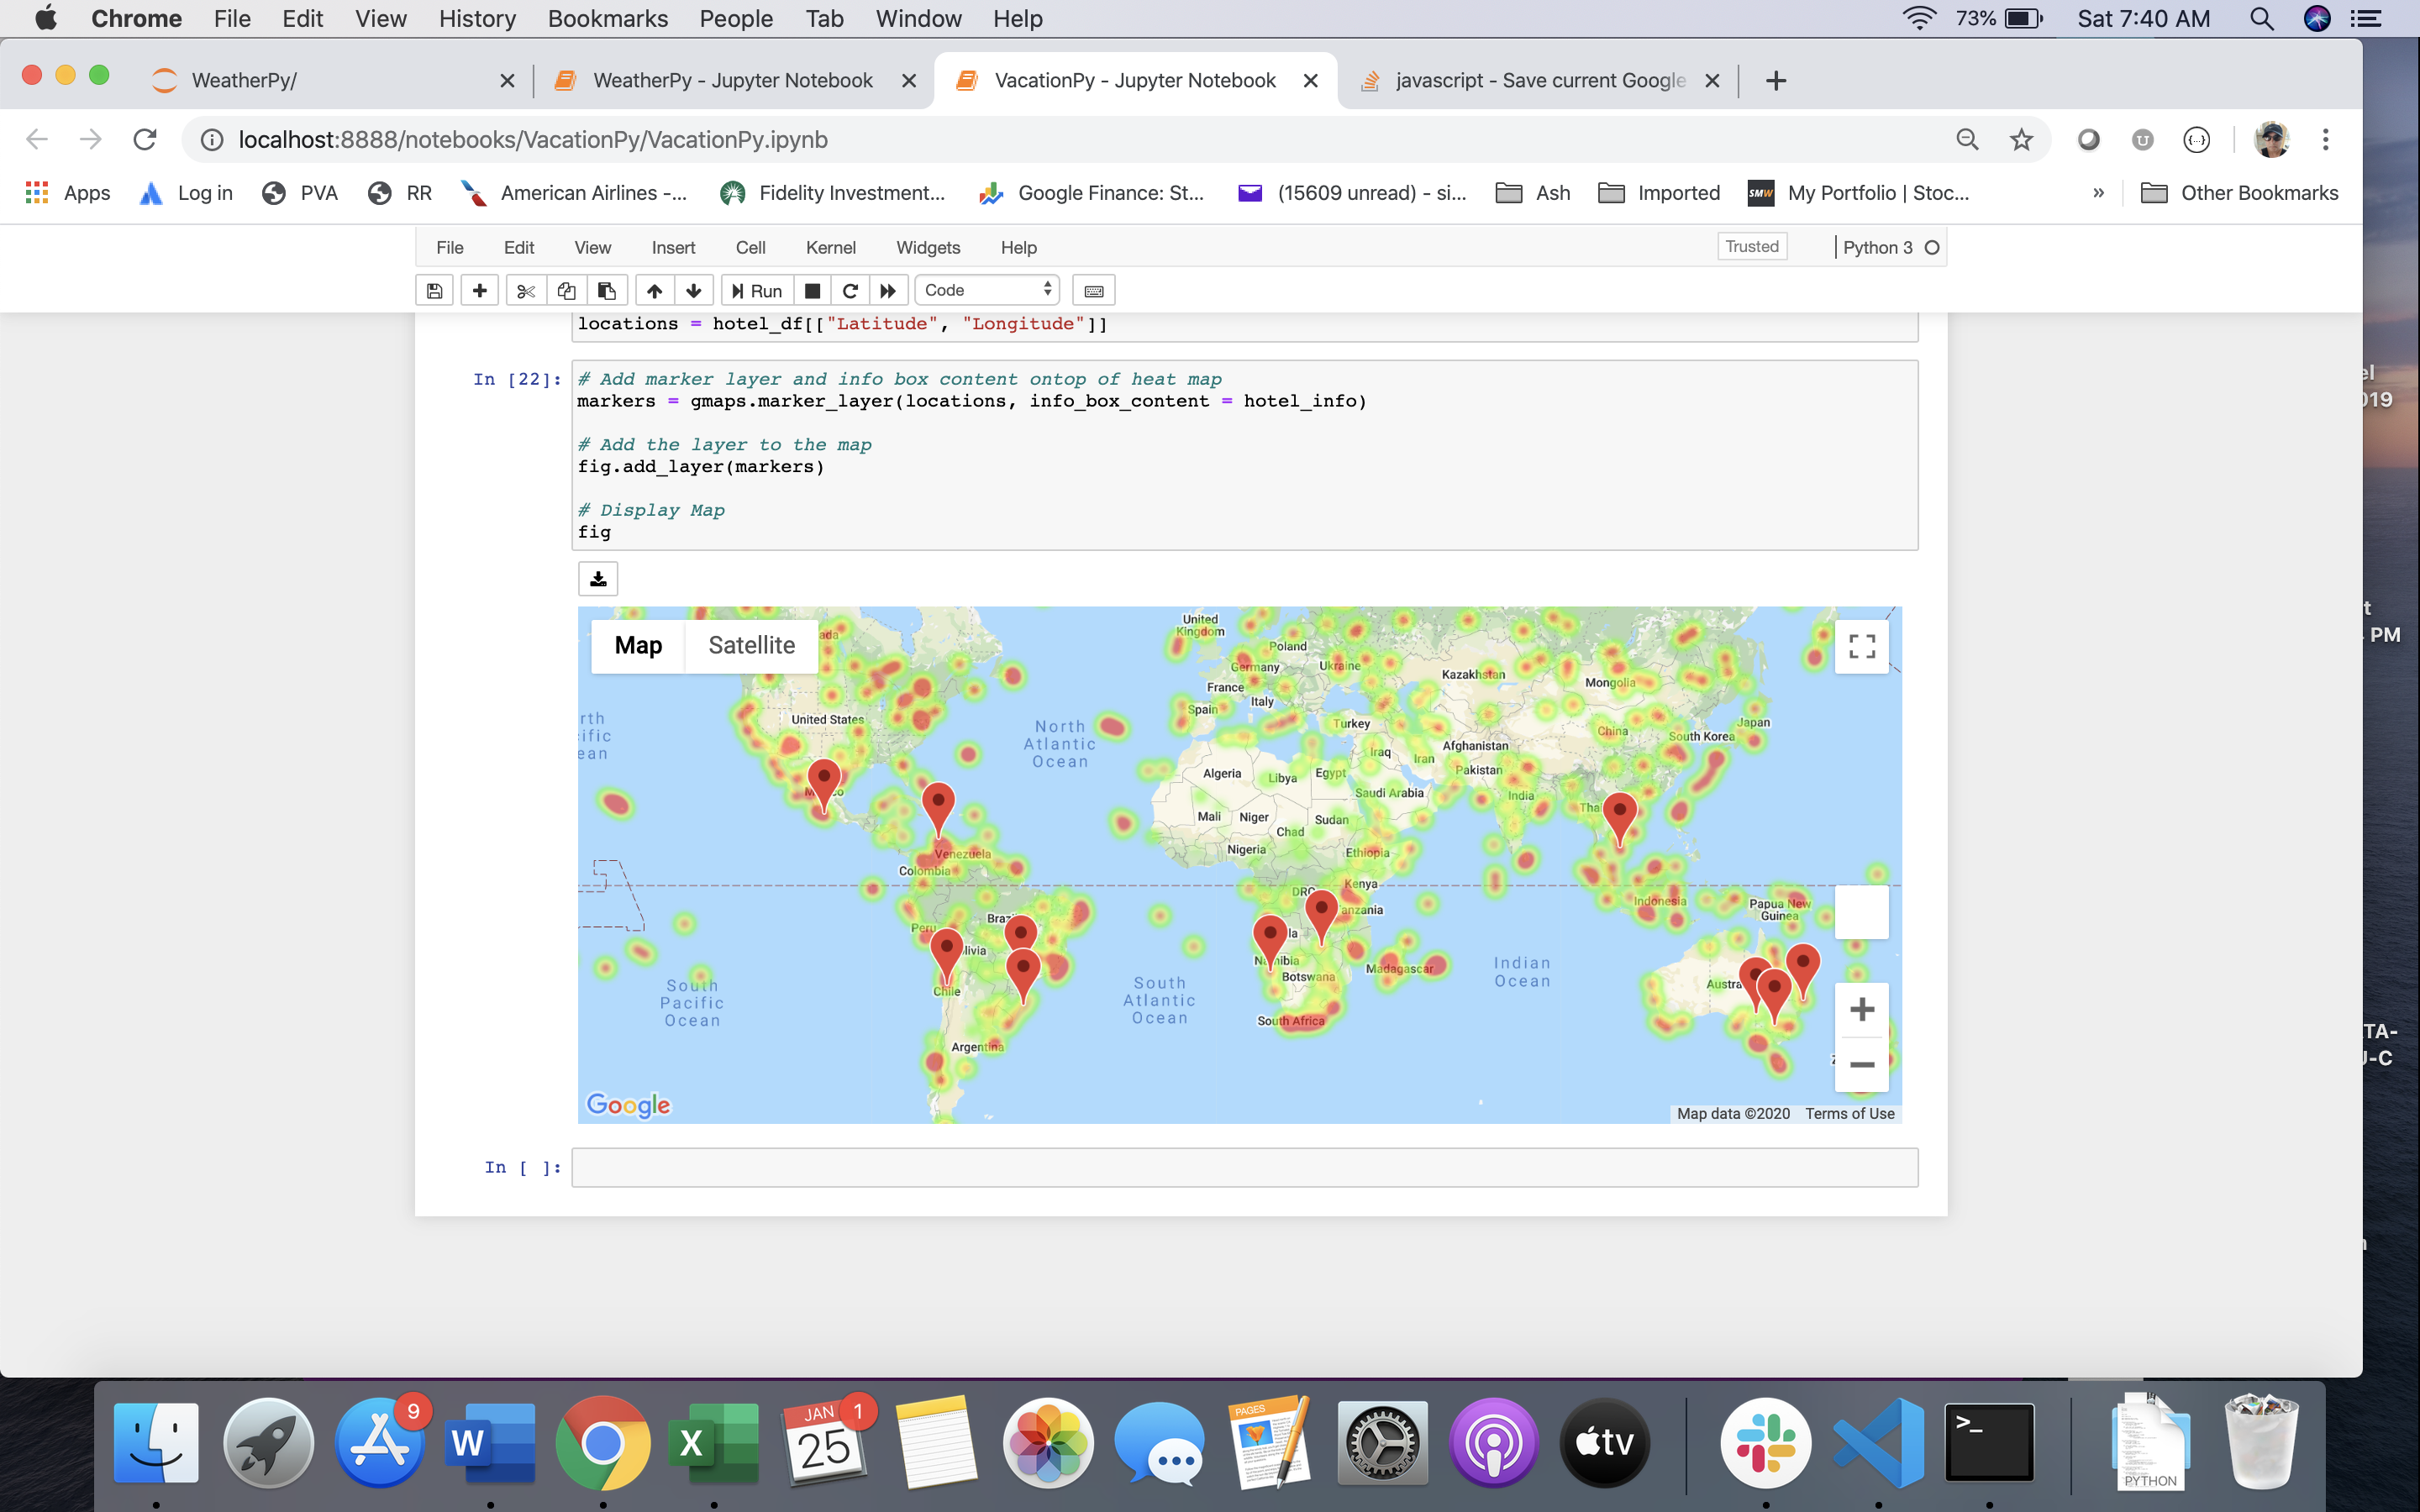 Chrome File Edit View History Bookmarks People Tab Window Help 73% Sat 7:40 AM
WeatherPy/ WeatherPy - Jupyter Notebook VacationPy - Jupyter Notebook javascript - Save current Google
localhost:8888/notebooks/VacationPy/VacationPy.ipynb
Apps Log in PVA RR American Airlines -... Fidelity Investment... Google Finance: St... (15609 unread) - si... Ash Imported SMW My Portfolio | Stoc... » Other Bookmarks
File Edit View Insert Cell Kernel Widgets Help Trusted Python 3
Run Code
locations = hotel_df[["Latitude", "Longitude"]]
In [22]:
# Add marker layer and info box content ontop of heat map
markers = gmaps.marker_layer(locations, info_box_content = hotel_info)
# Add the layer to the map
fig.add_layer(markers)
# Display Map
fig
Map Satellite
United
Kingdom
Poland
Germany
Ukraine
France
Kazakhstan
Mongolia
Spain
Italy
United States
Turkey
Japan
China
South Korea
North
Atlantic
Ocean
Iraq
Iran
Afghanistan
Pakistan
Algeria
Libya
Egypt
Saudi Arabia
India
Mali
Niger
Sudan
Chad
Nigeria
Ethiopia
Venezuela
Colombia
DRC
Kenya
Indonesia
Papua New
Guinea
Namibia
Botswana
Madagascar
Indian
Ocean
Chile
South
Pacific
Ocean
South
Atlantic
Ocean
South Africa
Argentina
Google
Map data ©2020 Terms of Use
In [ ]:
9
JAN 1
25
PAGES
tv
PYTHON